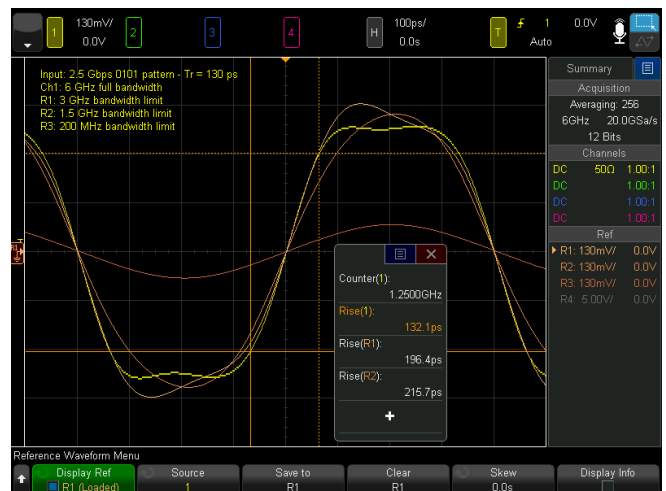 1
130mV/
0.0V
2
3
4
H
100ps/
0.0s
T
1
0.0V
Auto
Input: 2.5 Gbps 0101 pattern - Tr = 130 ps
Ch1: 6 GHz full bandwidth
R1: 3 GHz bandwidth limit
R2: 1.5 GHz bandwidth limit
R3: 200 MHz bandwidth limit
R1
Summary
Acquisition
Averaging: 256
6GHz 20.0GSa/s
12 Bits
Channels
DC 50Ω 1.00:1
DC 1.00:1
DC 1.00:1
DC 1.00:1
Ref
R1: 130mV/ 0.0V
R2: 130mV/ 0.0V
R3: 130mV/ 0.0V
R4: 5.00V/ 0.0V
Counter(1):
1.2500GHz
Rise(1):
132.1ps
Rise(R1):
196.4ps
Rise(R2):
215.7ps
Reference Waveform Menu
Display Ref
R1 (Loaded)
Source
1
Save to
R1
Clear
R1
Skew
0.0s
Display Info